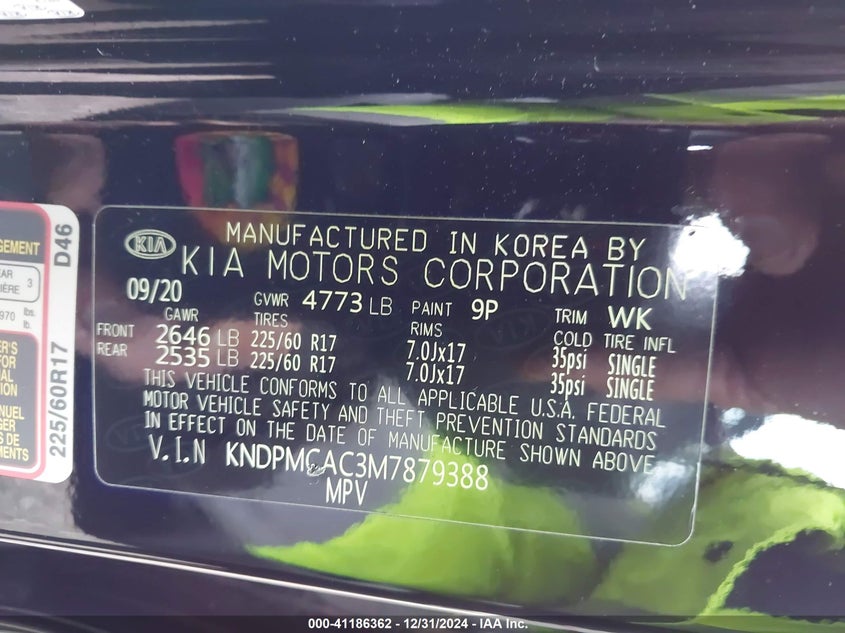 KIA
MANUFACTURED IN KOREA BY
KIA MOTORS CORPORATION
09/20 GVWR 4773 LB PAINT 9P TRIM WK
GAWR TIRES RIMS COLD TIRE INFL
FRONT 2646 LB 225/60 R17 7.0Jx17 35psi SINGLE
REAR 2535 LB 225/60 R17 7.0Jx17 35psi SINGLE
THIS VEHICLE CONFORMS TO ALL APPLICABLE U.S.A. FEDERAL
MOTOR VEHICLE SAFETY AND THEFT PREVENTION STANDARDS
IN EFFECT ON THE DATE OF MANUFACTURE SHOWN ABOVE.
V.I.N KNDPMCAC3M7879388
MPV
D46
225/60R17
3
970 lbs.
lb.
000-41186362 - 12/31/2024 - IAA Inc.